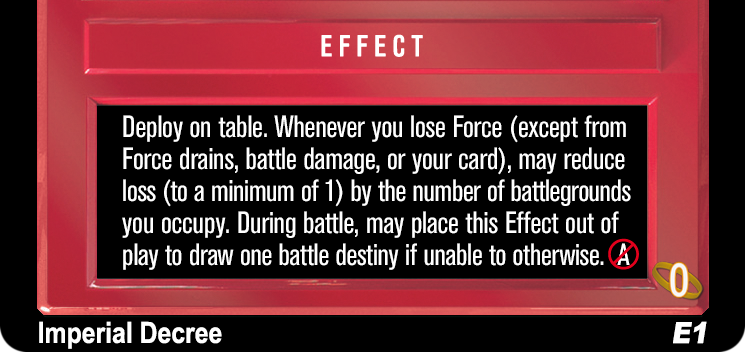 EFFECT
Deploy on table. Whenever you lose Force (except from
Force drains, battle damage, or your card), may reduce
loss (to a minimum of 1) by the number of battlegrounds
you occupy. During battle, may place this Effect out of
play to draw one battle destiny if unable to otherwise. A
0
Imperial Decree E1